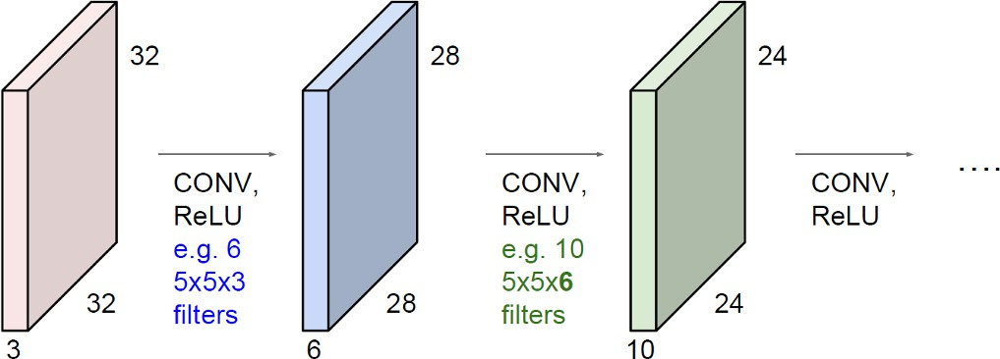 32
32
3
CONV,
ReLU
e.g. 6
5x5x3
filters
28
28
6
CONV,
ReLU
e.g. 10
5x5x6
filters
24
24
10
CONV,
ReLU
....